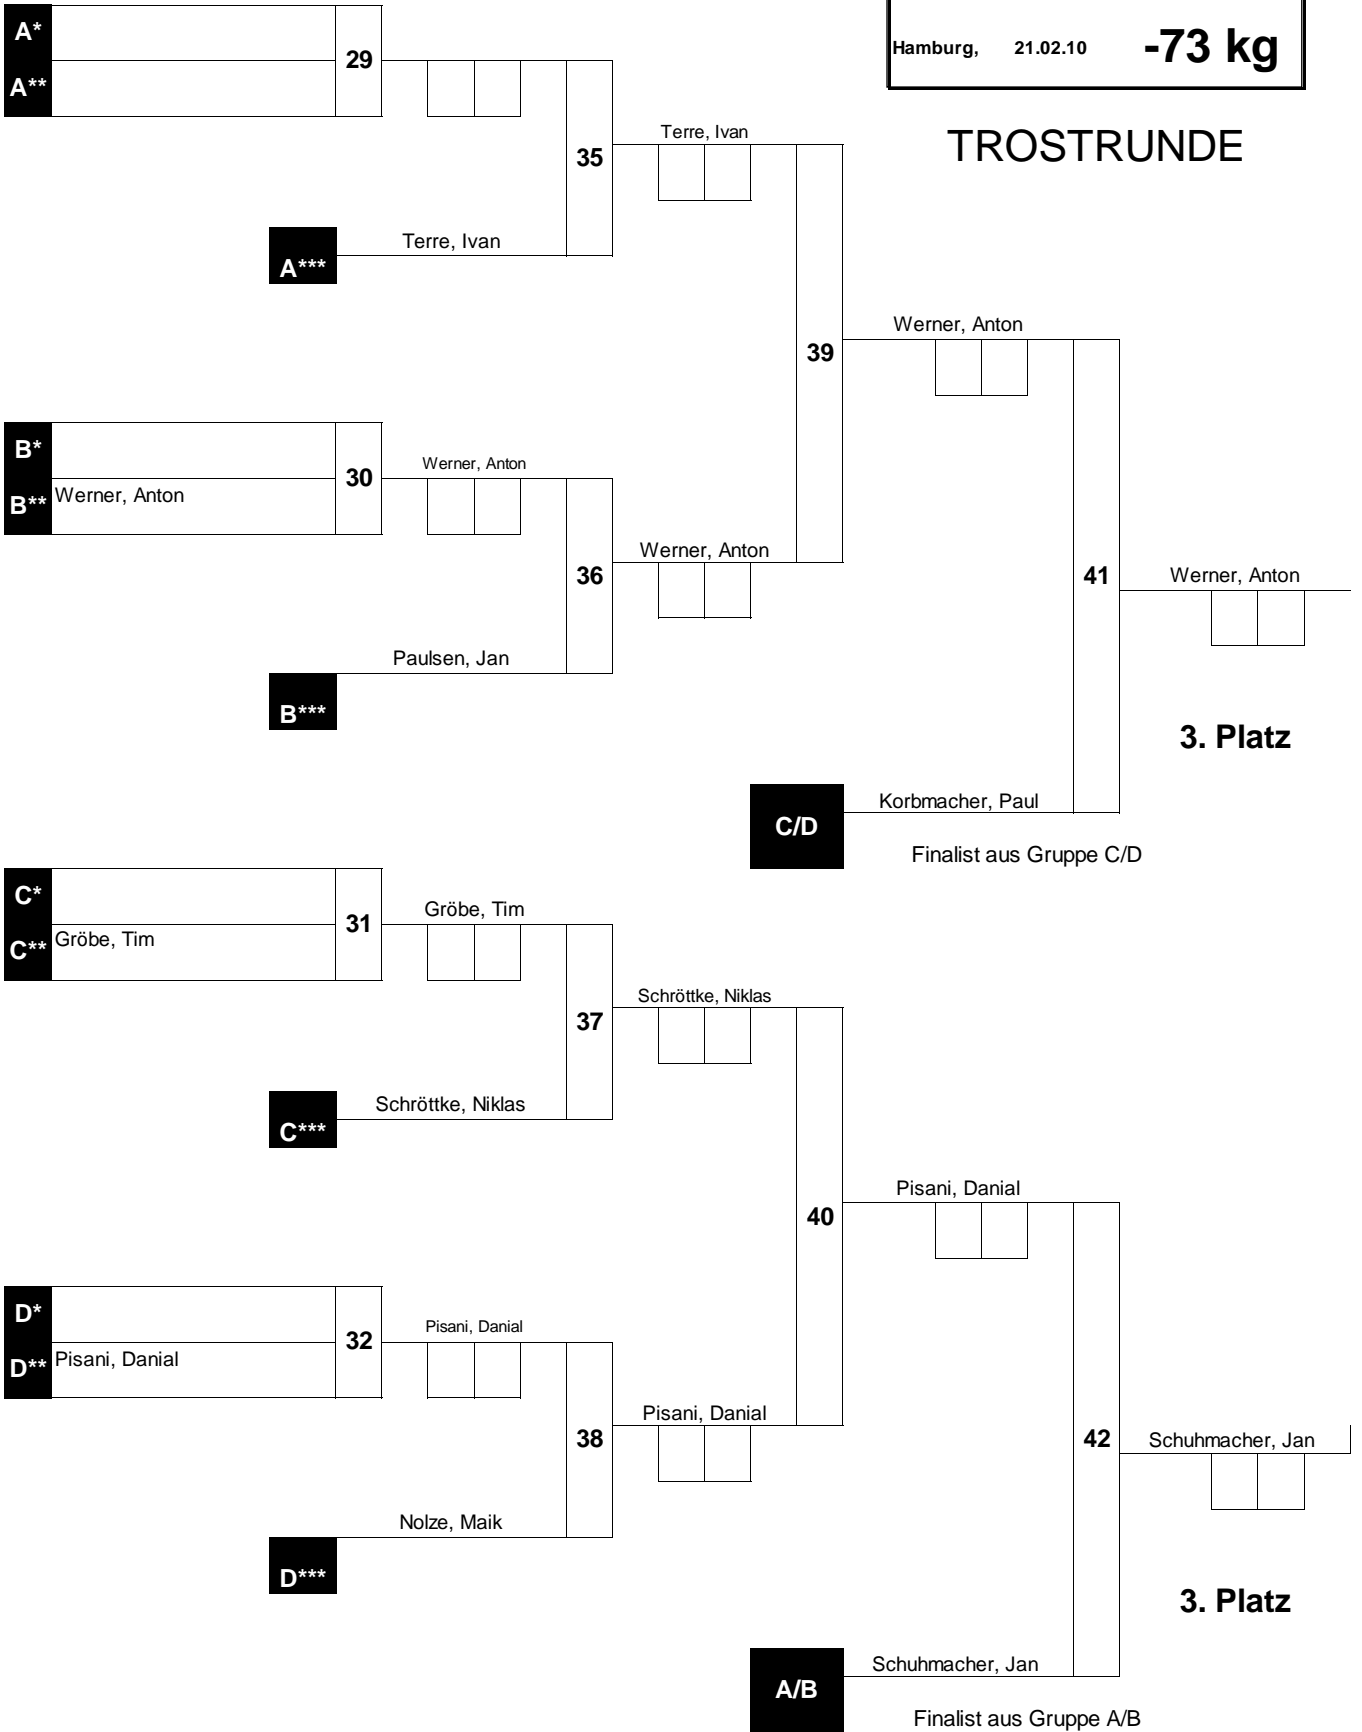 Hamburg, 21.02.10 -73 kg
TROSTRUNDE
A*
A**
29
35
Terre, Ivan
A***
Terre, Ivan
39
Werner, Anton
B*
B**
Werner, Anton
30
Werner, Anton
36
Werner, Anton
41
Werner, Anton
B***
Paulsen, Jan
3. Platz
C/D
Korbmacher, Paul
Finalist aus Gruppe C/D
C*
C**
Gröbe, Tim
31
Gröbe, Tim
37
Schröttke, Niklas
C***
Schröttke, Niklas
40
Pisani, Danial
D*
D**
Pisani, Danial
32
Pisani, Danial
38
Pisani, Danial
42
Schuhmacher, Jan
D***
Nolze, Maik
3. Platz
A/B
Schuhmacher, Jan
Finalist aus Gruppe A/B